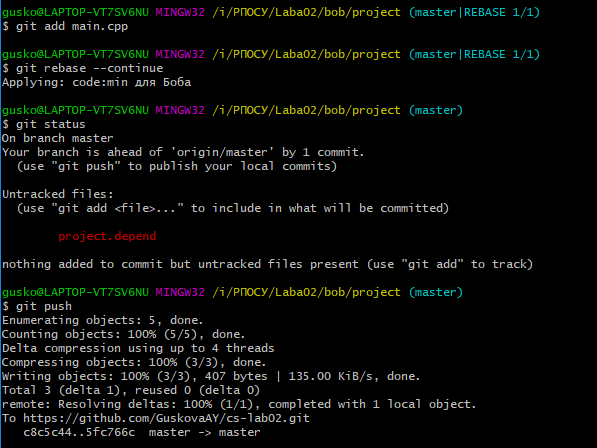 gusko@LAPTOP-VT7SV6NU MINGW32 /i/РПОСУ/Laba02/bob/project (master|REBASE 1/1)
$ git add main.cpp
gusko@LAPTOP-VT7SV6NU MINGW32 /i/РПОСУ/Laba02/bob/project (master|REBASE 1/1)
$ git rebase --continue
Applying: code:min для Боба
gusko@LAPTOP-VT7SV6NU MINGW32 /i/РПОСУ/Laba02/bob/project (master)
$ git status
On branch master
Your branch is ahead of 'origin/master' by 1 commit.
  (use "git push" to publish your local commits)
Untracked files:
  (use "git add <file>..." to include in what will be committed)
        project.depend
nothing added to commit but untracked files present (use "git add" to track)
gusko@LAPTOP-VT7SV6NU MINGW32 /i/РПОСУ/Laba02/bob/project (master)
$ git push
Enumerating objects: 5, done.
Counting objects: 100% (5/5), done.
Delta compression using up to 4 threads
Compressing objects: 100% (3/3), done.
Writing objects: 100% (3/3), 407 bytes | 135.00 KiB/s, done.
Total 3 (delta 1), reused 0 (delta 0)
remote: Resolving deltas: 100% (1/1), completed with 1 local object.
To https://github.com/GuskovaAY/cs-lab02.git
   c8c5c44..5fc766c  master -> master